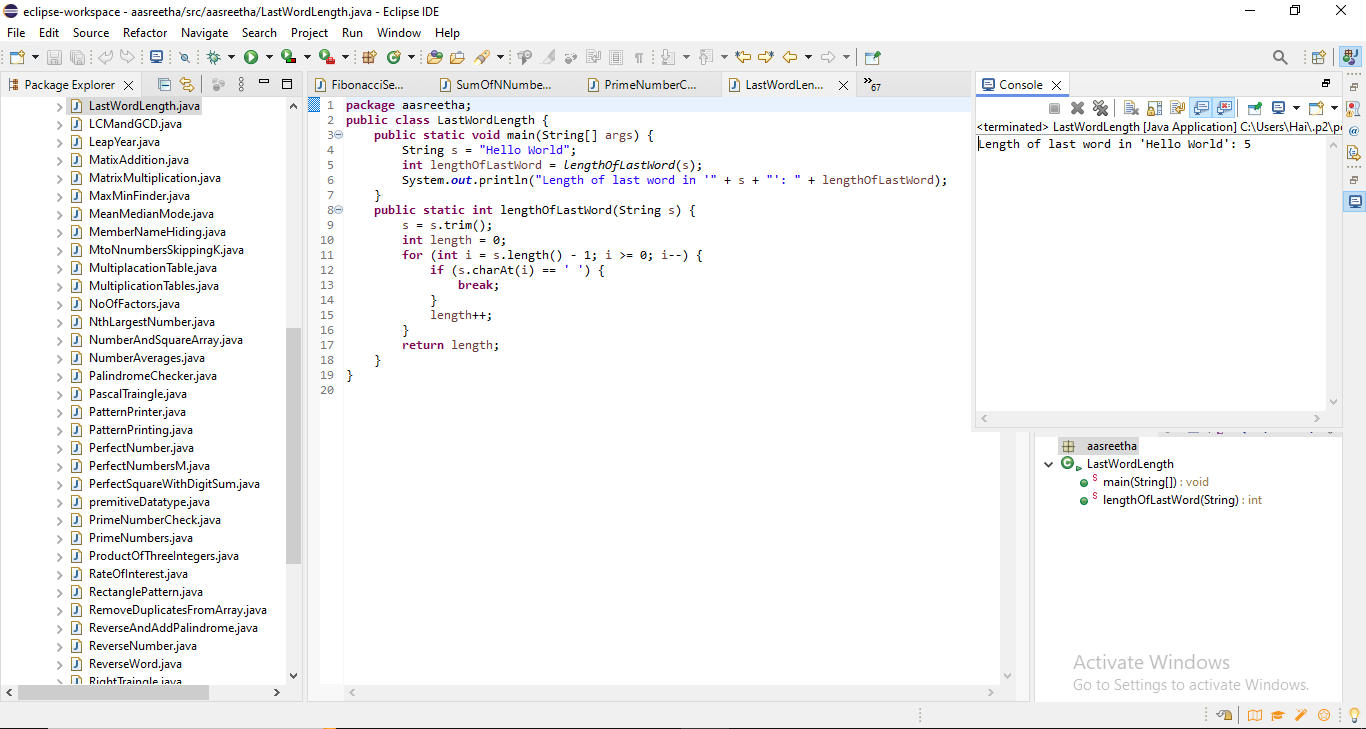 eclipse-workspace - aasreetha/src/aasreetha/LastWordLength.java - Eclipse IDE
File Edit Source Refactor Navigate Search Project Run Window Help
Package Explorer
LastWordLength.java
LCMandGCD.java
LeapYear.java
MatixAddition.java
MatrixMultiplication.java
MaxMinFinder.java
MeanMedianMode.java
MemberNameHiding.java
MtoNnumbersSkippingK.java
MultiplacationTable.java
MultiplicationTables.java
NoOfFactors.java
NthLargestNumber.java
NumberAndSquareArray.java
NumberAverages.java
PalindromeChecker.java
PascalTraingle.java
PatternPrinter.java
PatternPrinting.java
PerfectNumber.java
PerfectNumbersM.java
PerfectSquareWithDigitSum.java
premitiveDatatype.java
PrimeNumberCheck.java
PrimeNumbers.java
ProductOfThreeIntegers.java
RateOfInterest.java
RectanglePattern.java
RemoveDuplicatesFromArray.java
ReverseAndAddPalindrome.java
ReverseNumber.java
ReverseWord.java
RightTraingle.java
FibonacciSe... SumOfNNumbe... PrimeNumberC... LastWordLen... »67
1 package aasreetha;
2 public class LastWordLength {
3 public static void main(String[] args) {
4 String s = "Hello World";
5 int lengthOfLastWord = lengthOfLastWord(s);
6 System.out.println("Length of last word in '" + s + "': " + lengthOfLastWord);
7 }
8 public static int lengthOfLastWord(String s) {
9 s = s.trim();
10 int length = 0;
11 for (int i = s.length() - 1; i >= 0; i--) {
12 if (s.charAt(i) == ' ') {
13 break;
14 }
15 length++;
16 }
17 return length;
18 }
19 }
20
Console
<terminated> LastWordLength [Java Application] C:\Users\Hai\.p2\p
Length of last word in 'Hello World': 5
aasreetha
LastWordLength
main(String[]) : void
lengthOfLastWord(String) : int
Activate Windows
Go to Settings to activate Windows.